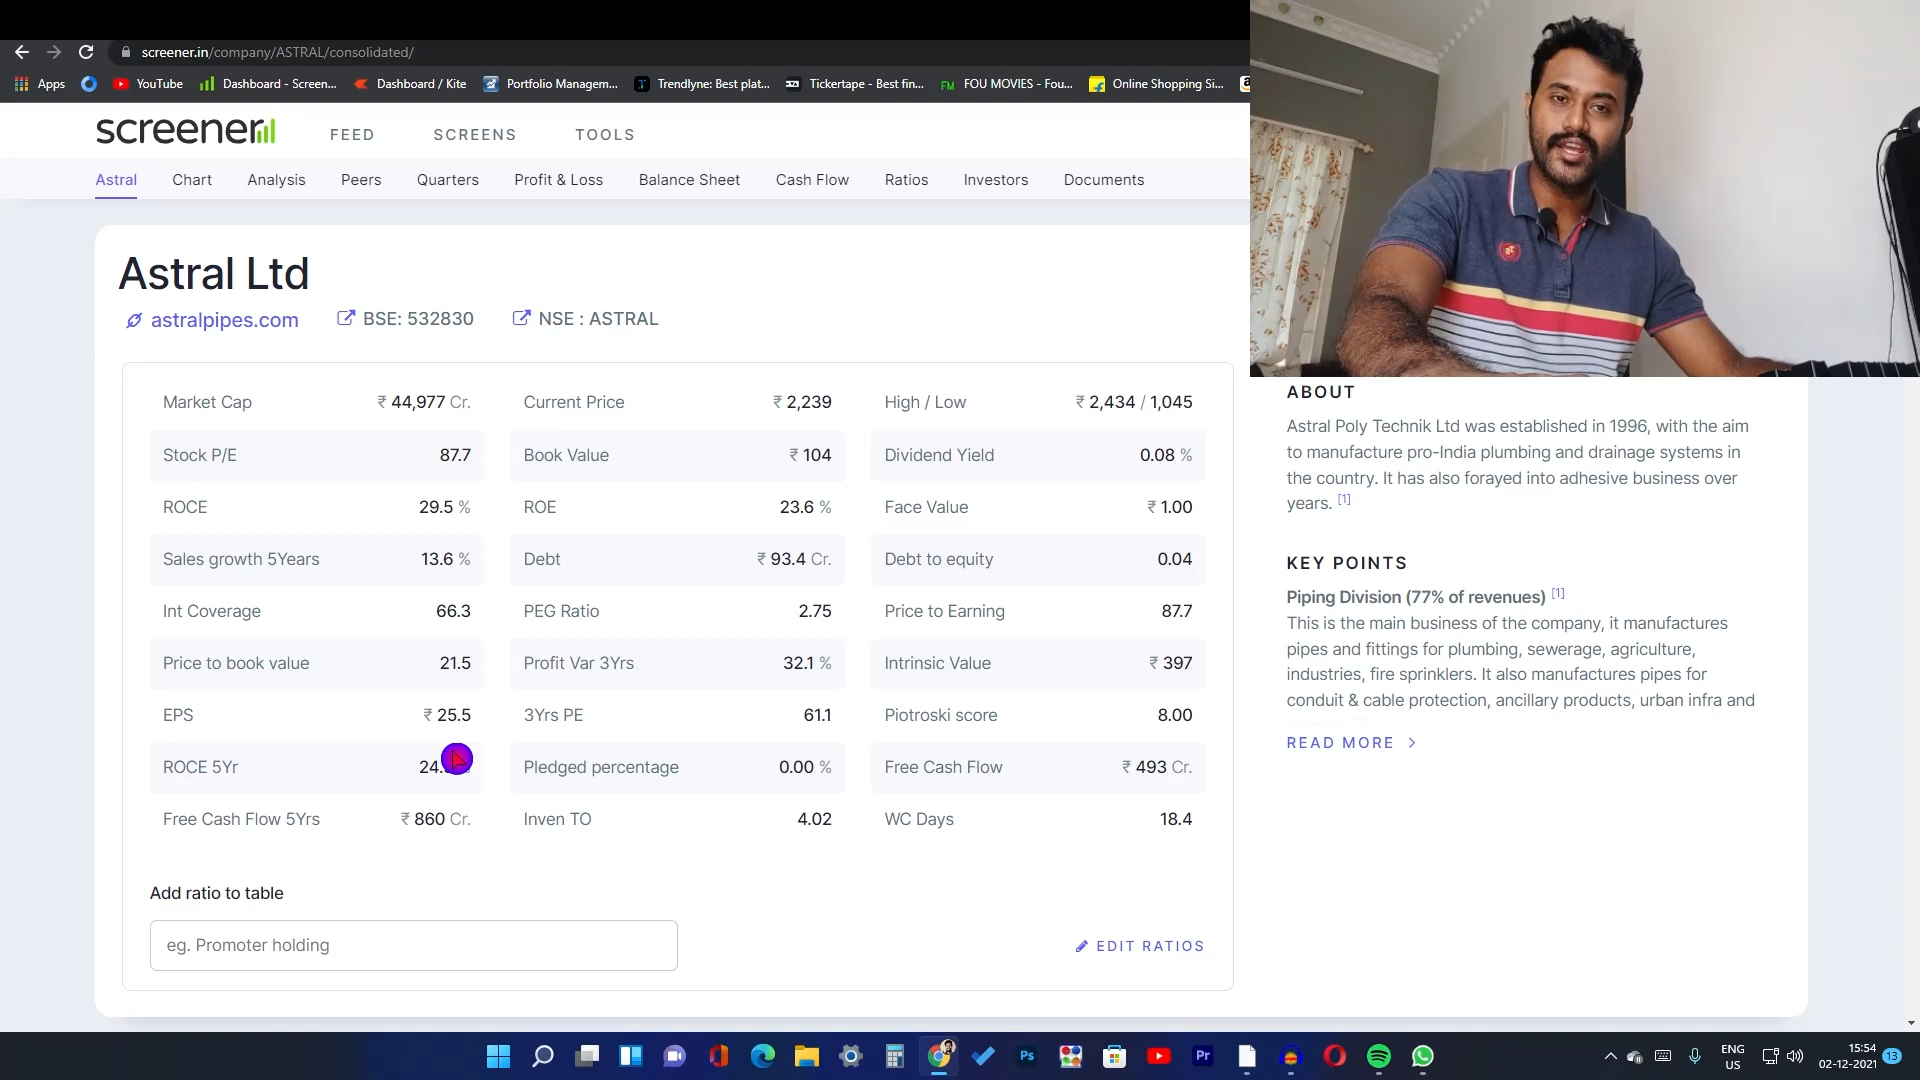 screener.in/company/ASTRAL/consolidated/
Apps YouTube Dashboard - Screen... Dashboard / Kite Portfolio Managem... Trendlyne: Best plat... Tickertape - Best fin... FM FOU MOVIES - Fou... Online Shopping Si...
screener FEED SCREENS TOOLS
Astral Chart Analysis Peers Quarters Profit & Loss Balance Sheet Cash Flow Ratios Investors Documents
Astral Ltd
astralpipes.com BSE: 532830 NSE : ASTRAL
Market Cap ₹ 44,977 Cr. Current Price ₹ 2,239 High / Low ₹ 2,434 / 1,045
Stock P/E 87.7 Book Value ₹ 104 Dividend Yield 0.08 %
ROCE 29.5 % ROE 23.6 % Face Value ₹ 1.00
Sales growth 5Years 13.6 % Debt ₹ 93.4 Cr. Debt to equity 0.04
Int Coverage 66.3 PEG Ratio 2.75 Price to Earning 87.7
Price to book value 21.5 Profit Var 3Yrs 32.1 % Intrinsic Value ₹ 397
EPS ₹ 25.5 3Yrs PE 61.1 Piotroski score 8.00
ROCE 5Yr 24. Pledged percentage 0.00 % Free Cash Flow ₹ 493 Cr.
Free Cash Flow 5Yrs ₹ 860 Cr. Inven TO 4.02 WC Days 18.4
Add ratio to table
eg. Promoter holding EDIT RATIOS
ABOUT
Astral Poly Technik Ltd was established in 1996, with the aim
to manufacture pro-India plumbing and drainage systems in
the country. It has also forayed into adhesive business over
years. [1]
KEY POINTS
Piping Division (77% of revenues) [1]
This is the main business of the company, it manufactures
pipes and fittings for plumbing, sewerage, agriculture,
industries, fire sprinklers. It also manufactures pipes for
conduit & cable protection, ancillary products, urban infra and
READ MORE
Ps Pr ENG 15:54
US 02-12-2021 13